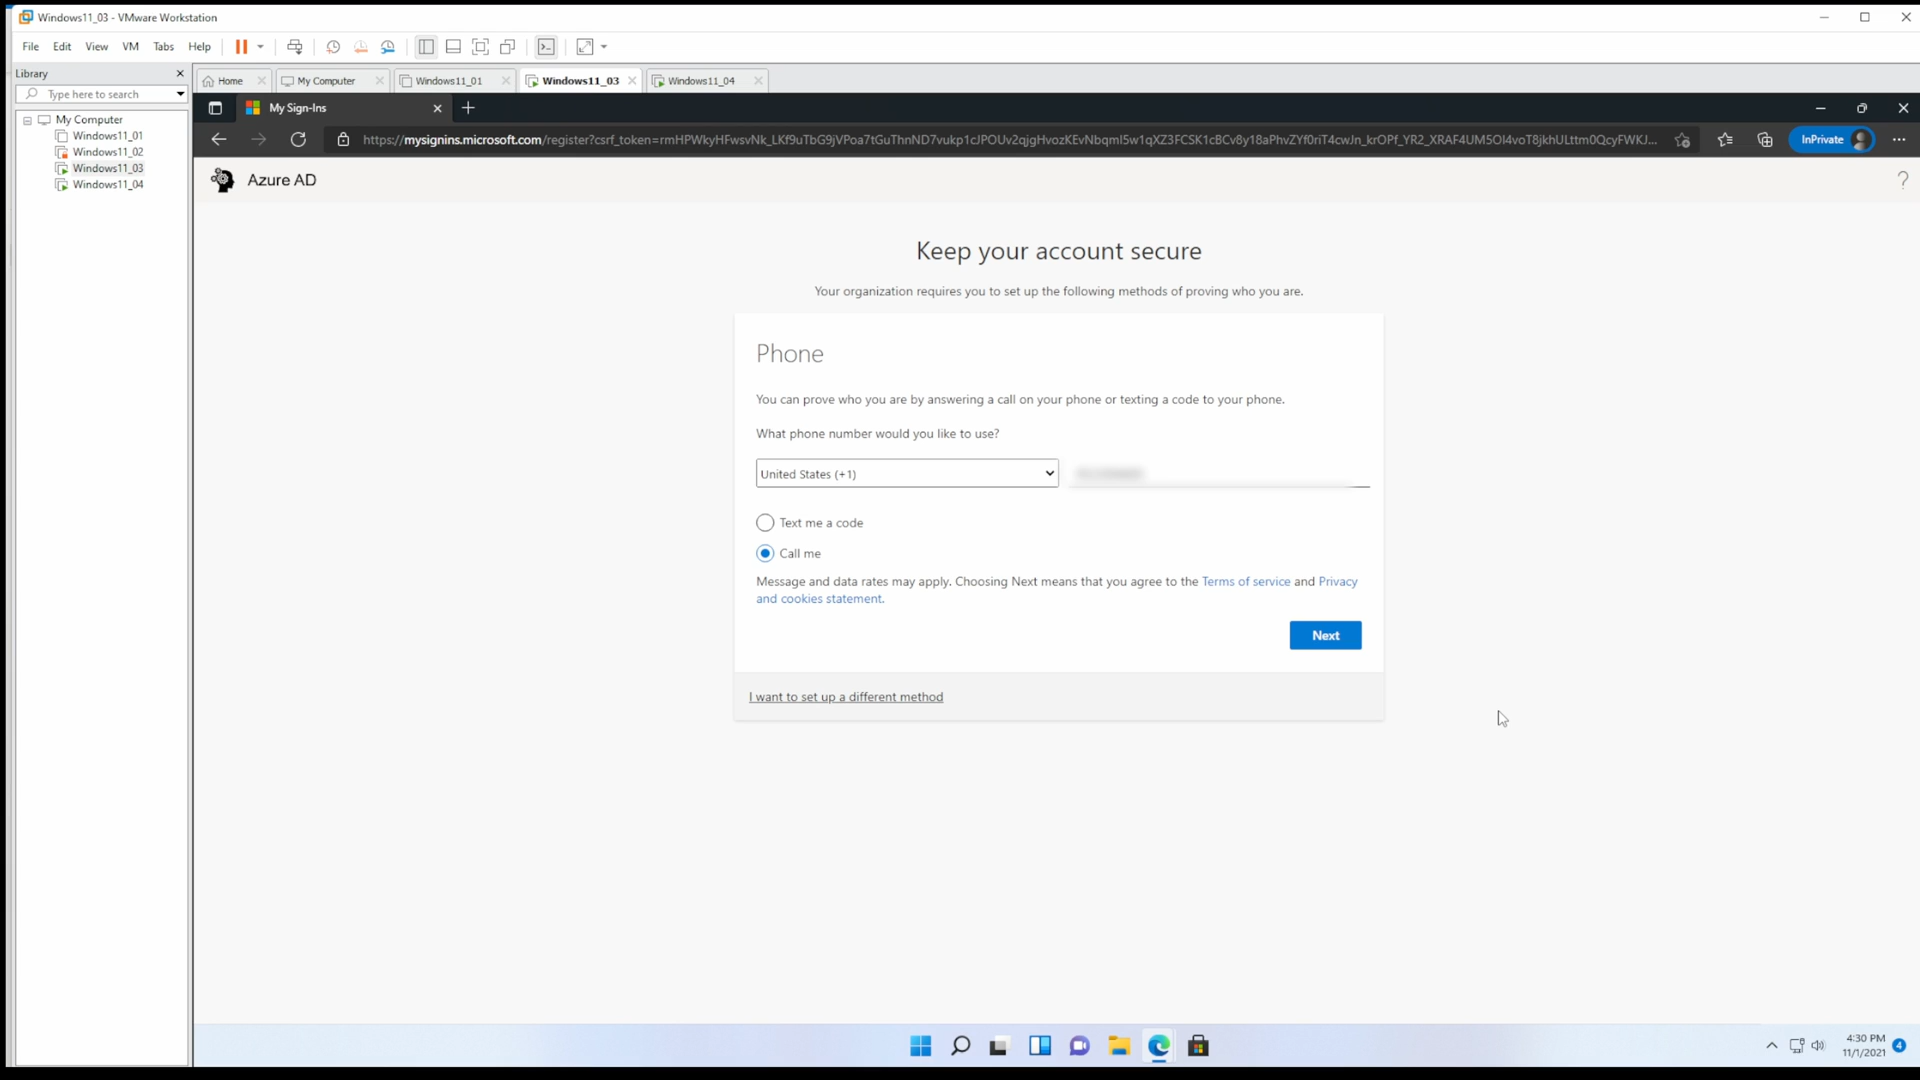 Windows11_03 - VMware Workstation
File Edit View VM Tabs Help
Library
Type here to search
My Computer
Windows11_01
Windows11_02
Windows11_03
Windows11_04
Home My Computer Windows11_01 Windows11_03 Windows11_04
My Sign-Ins
InPrivate
Azure AD
?
Keep your account secure
Your organization requires you to set up the following methods of proving who you are.
Phone
You can prove who you are by answering a call on your phone or texting a code to your phone.
What phone number would you like to use?
United States (+1)
Text me a code
Call me
Message and data rates may apply. Choosing Next means that you agree to the Terms of service and Privacy
and cookies statement.
Next
I want to set up a different method
4:30 PM
11/1/2021
4